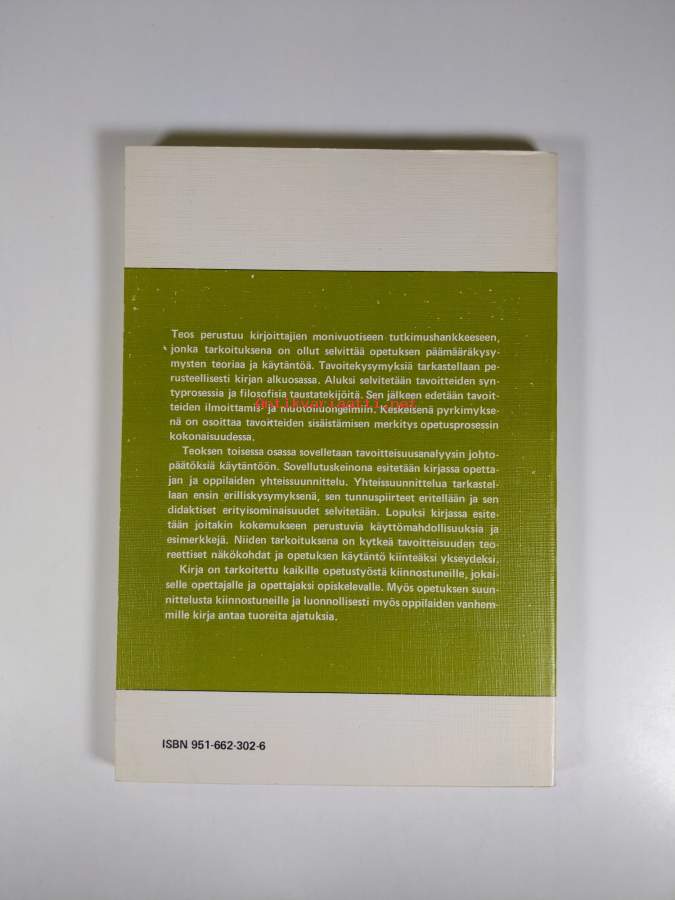 Teos perustuu kirjoittajien monivuotiseen tutkimushankkeeseen,
jonka tarkoituksena on ollut selvittää opetuksen päämääräkysy-
mysten teoriaa ja käytäntöä. Tavoitekysymyksiä tarkastellaan pe-
rusteellisesti kirjan alkuosassa. Aluksi selvitetään tavoitteiden syn-
typrosessia ja filosofisia taustatekijöitä. Sen jälkeen edetään tavoit-
antikvariaatti.net
teiden ilmoittamis- ja muotoiluongelmiin. Keskeisenä pyrkimykse-
nä on osoittaa tavoitteiden sisäistämisen merkitys opetusprosessin
kokonaisuudessa.
Teoksen toisessa osassa sovelletaan tavoitteisuusanalyysin johto-
päätöksiä käytäntöön. Sovellutuskeinona esitetään kirjassa opetta-
jan ja oppilaiden yhteissuunnittelu. Yhteissuunnittelua tarkastel-
laan ensin erilliskysymyksenä, sen tunnuspiirteet eritellään ja sen
didaktiset erityisominaisuudet selvitetään. Lopuksi kirjassa esite-
tään joitakin kokemukseen perustuvia käyttömahdollisuuksia ja
esimerkkejä. Niiden tarkoituksena on kytkeä tavoitteisuuden teo-
reettiset näkökohdat ja opetuksen käytäntö kiinteäksi ykseydeksi.
Kirja on tarkoitettu kaikille opetustyöstä kiinnostuneille, jokai-
selle opettajalle ja opettajaksi opiskelevalle. Myös opetuksen suun-
nittelusta kiinnostuneille ja luonnollisesti myös oppilaiden vanhem-
mille kirja antaa tuoreita ajatuksia.
ISBN 951-662-302-6